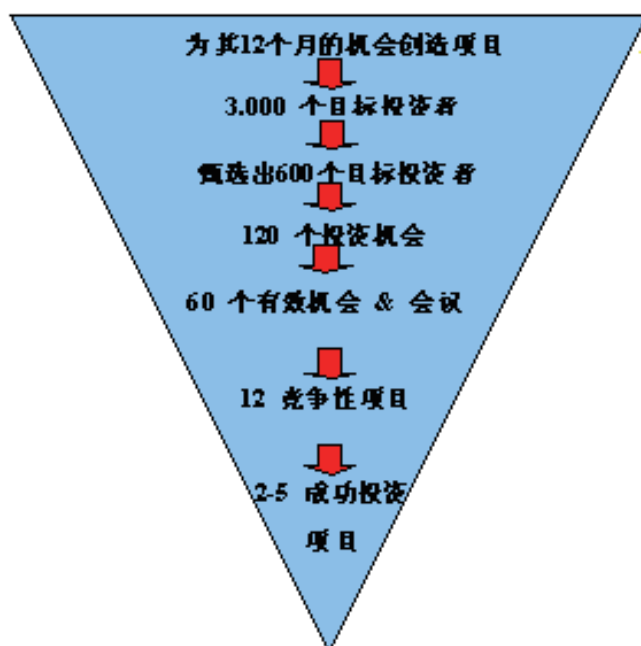 为其12个月的机会创造项目
3.000 个目标投资者
甄选出600个目标投资者
120 个投资机会
60 个有效机会 & 会议
12 竞争性项目
2-5 成功投资
项目